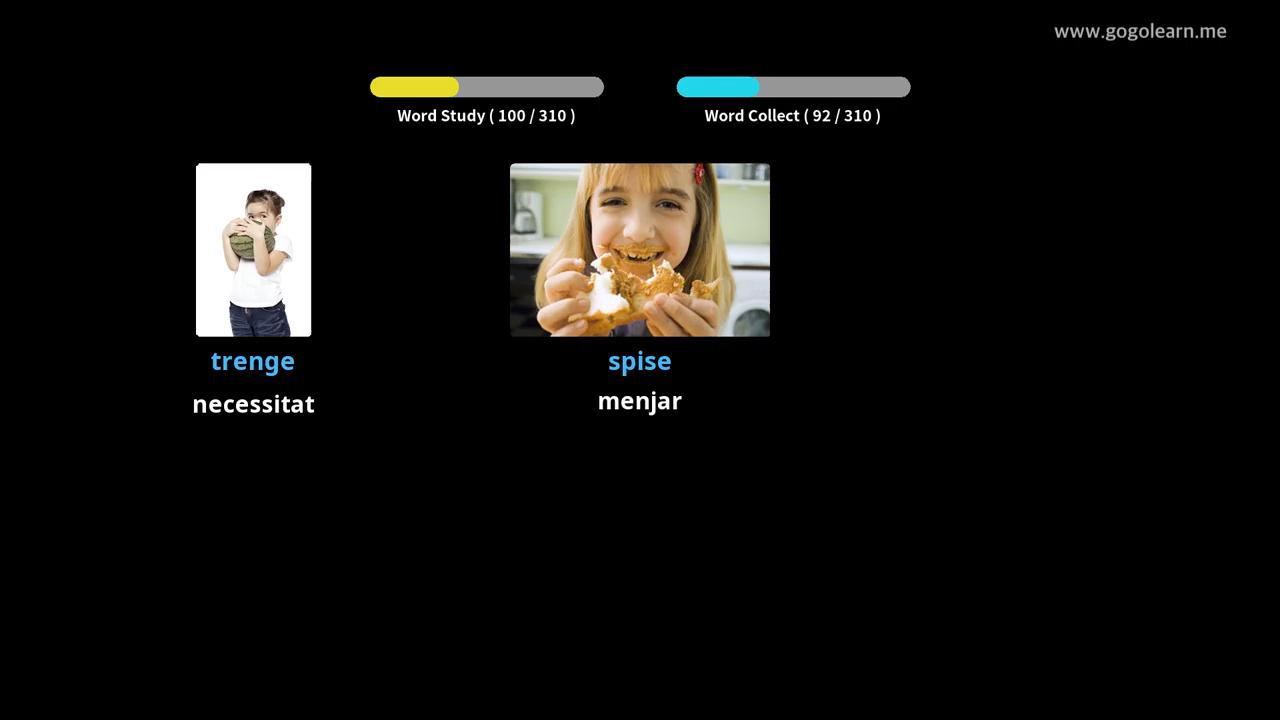 www.gogolearn.me
Word Study ( 100 / 310 )
Word Collect ( 92 / 310 )
trenge
necessitat
spise
menjar